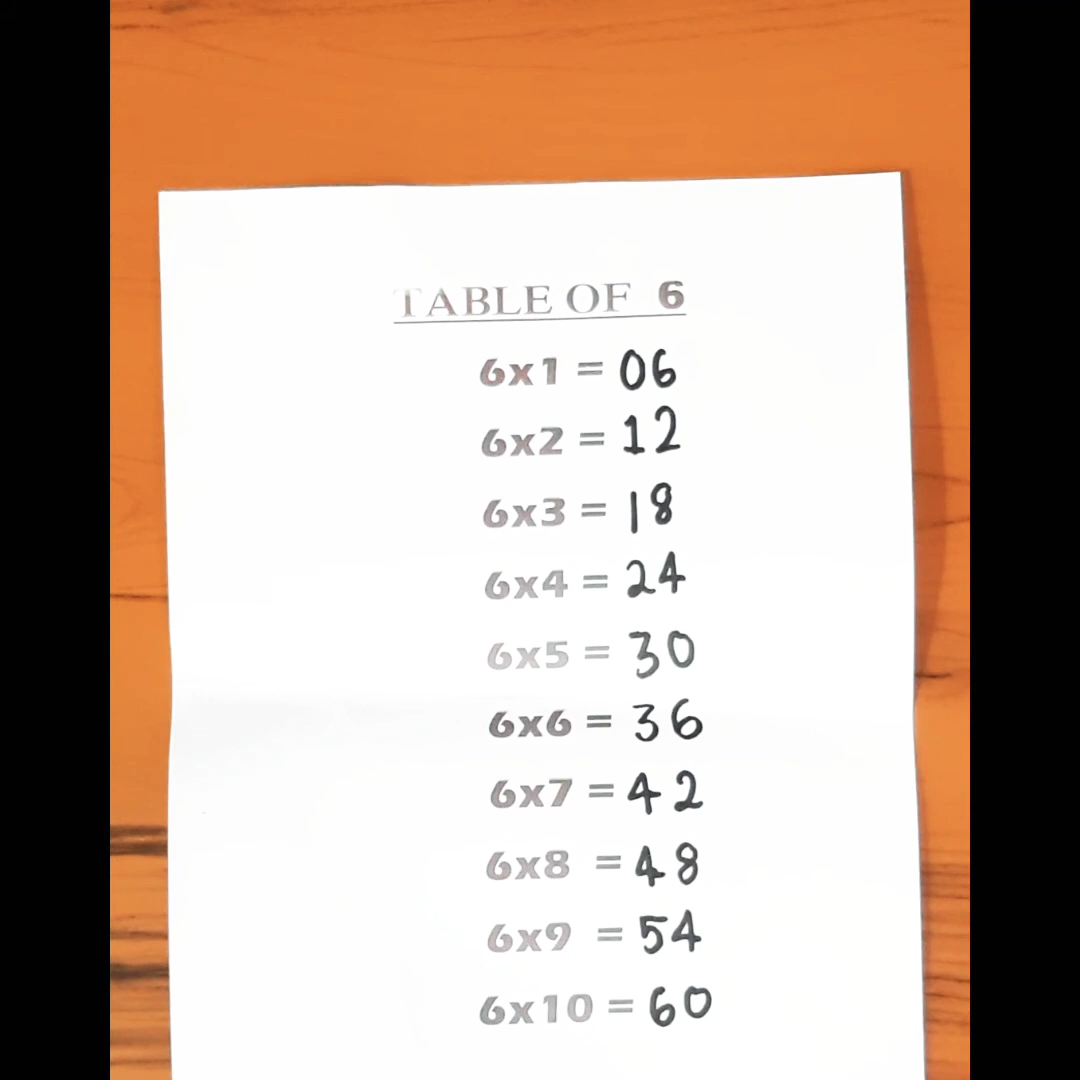 TABLE OF 6
6x1 = 06
6x2 = 12
6x3 = 18
6x4 = 24
6x5 = 30
6x6 = 36
6x7 = 42
6x8 = 48
6x9 = 54
6x10 = 60